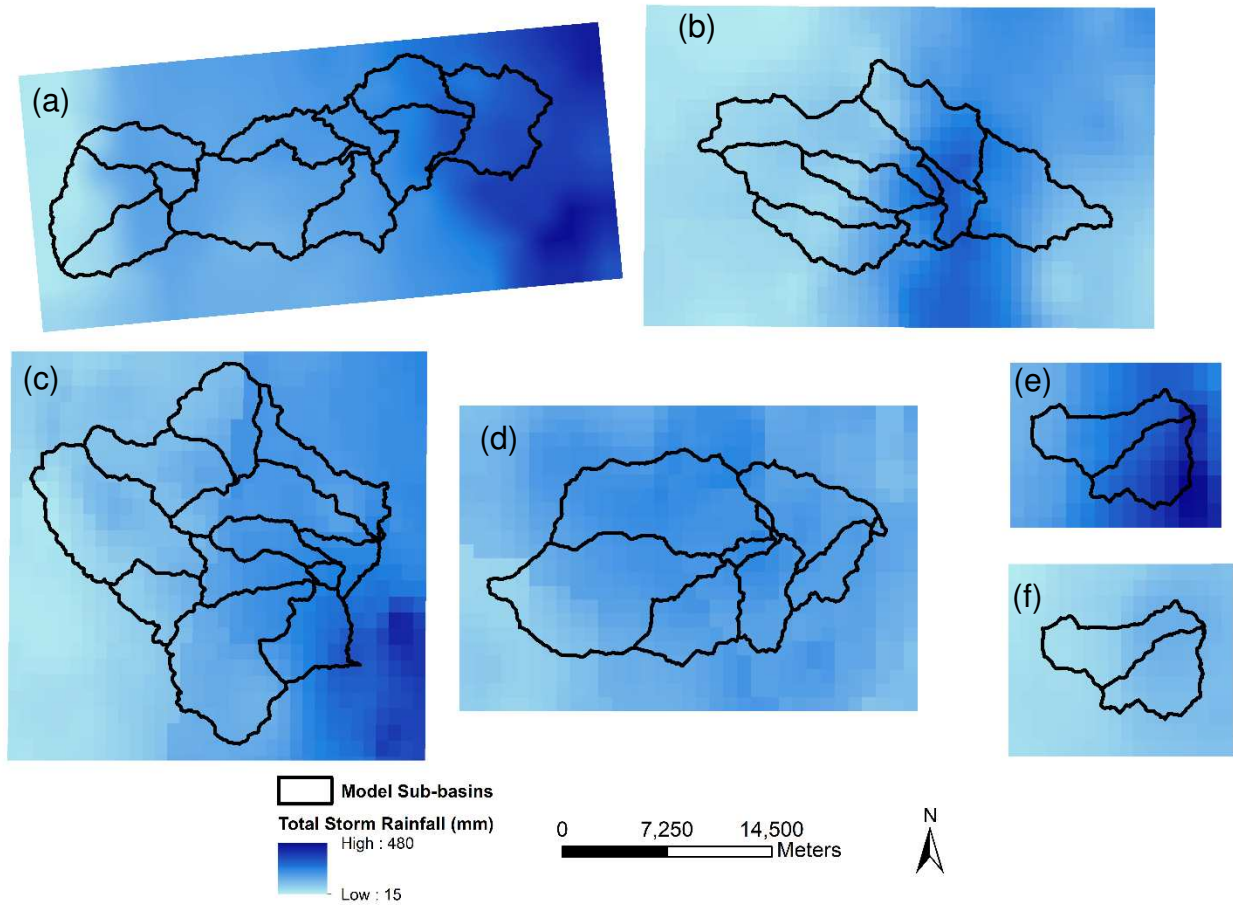 (a)
(b)
(c)
(d)
(e)
(f)
Model Sub-basins
Total Storm Rainfall (mm)
High : 480
Low : 15
0 7,250 14,500
Meters
N